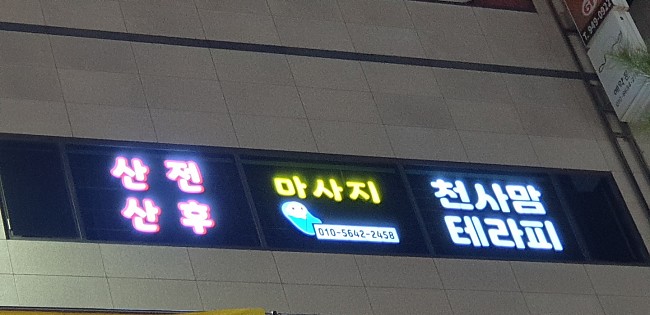 산전
산후
마사지
010-5642-2458
천사맘
테라피